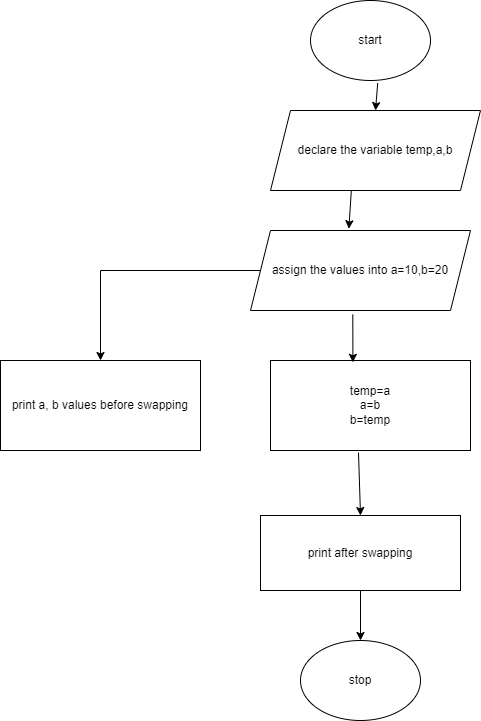 start
declare the variable temp,a,b
assign the values into a=10,b=20
print a, b values before swapping
temp=a
a=b
b=temp
print after swapping
stop